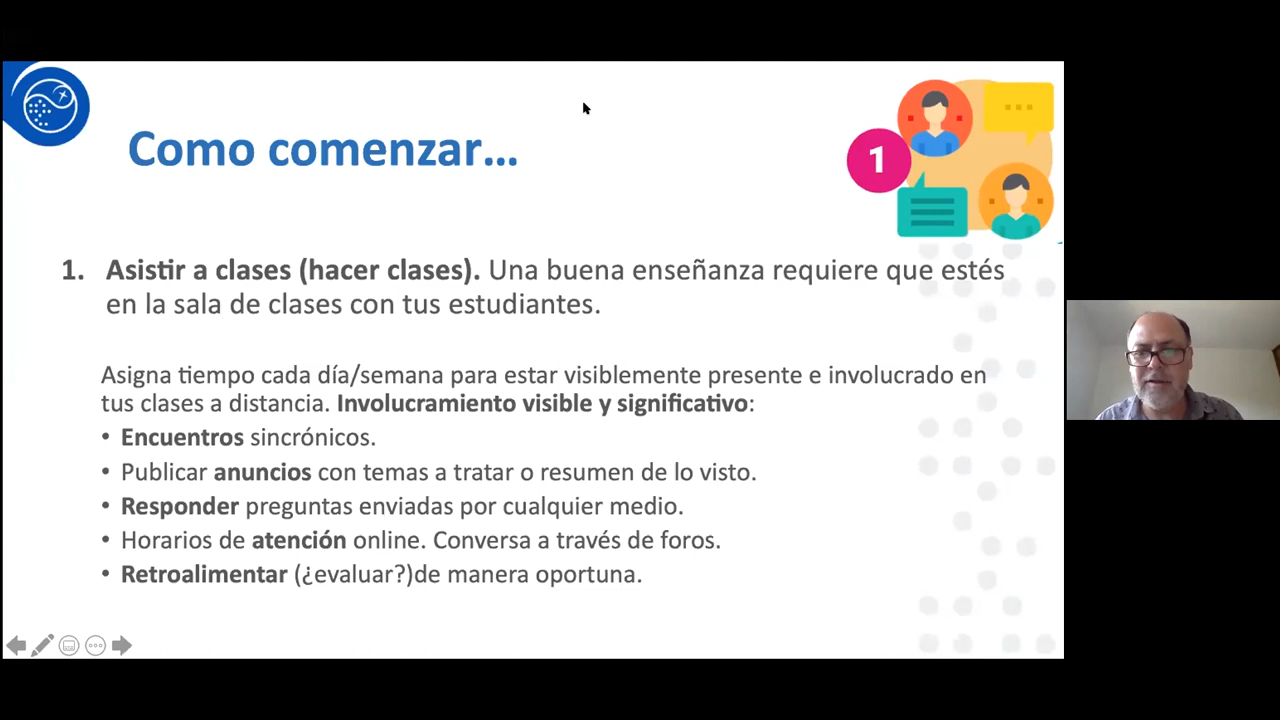 Como comenzar...
1
1. Asistir a clases (hacer clases). Una buena enseñanza requiere que estés
en la sala de clases con tus estudiantes.
Asigna tiempo cada día/semana para estar visiblemente presente e involucrado en
tus clases a distancia. Involucramiento visible y significativo:
• Encuentros sincrónicos.
• Publicar anuncios con temas a tratar o resumen de lo visto.
• Responder preguntas enviadas por cualquier medio.
• Horarios de atención online. Conversa a través de foros.
• Retroalimentar (¿evaluar?)de manera oportuna.